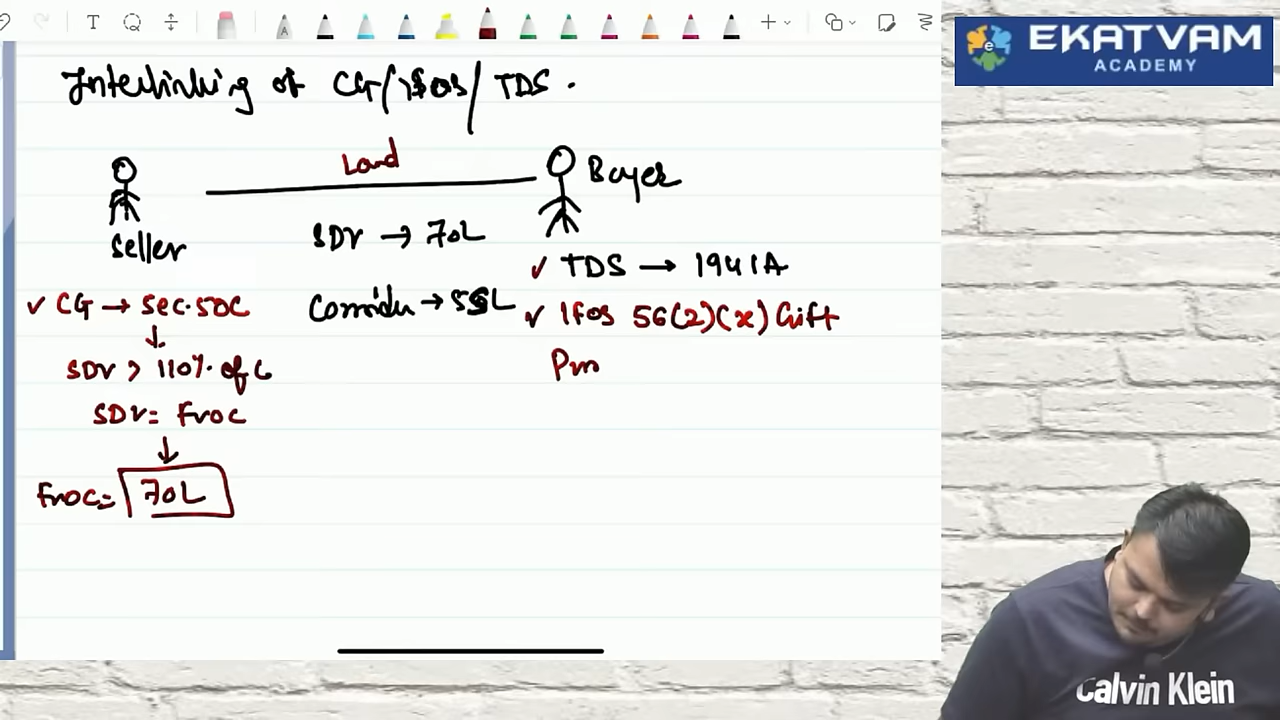 EKATVAM
ACADEMY
Interlinking of CG/IFOS/TDS.
Land
Buyer
Seller
SDV → 70L
✓ TDS → 194IA
✓ CG → Sec.50C
Consider → 55L
✓ IFOS 56(2)(x) Gift
SDV > 110% of C
Pro
SDV = FVOC
FVOC = 70L
Calvin Klein